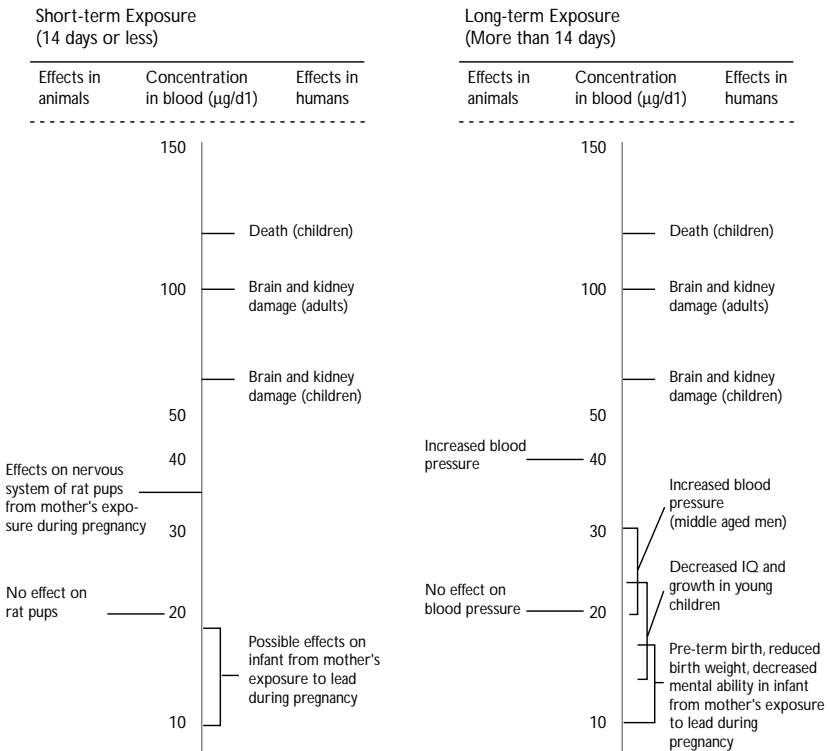 Short-term Exposure
(14 days or less)
Effects in
animals
Concentration
in blood (µg/d1)
Effects in
humans
150
Death (children)
100
Brain and kidney
damage (adults)
Brain and kidney
damage (children)
50
40
Effects on nervous
system of rat pups
from mother's expo-
sure during pregnancy
30
No effect on
rat pups
20
Possible effects on
infant from mother's
exposure to lead
during pregnancy
10
Long-term Exposure
(More than 14 days)
Effects in
animals
Concentration
in blood (µg/d1)
Effects in
humans
150
Death (children)
100
Brain and kidney
damage (adults)
Brain and kidney
damage (children)
50
Increased blood
pressure
40
Increased blood
pressure
(middle aged men)
30
Decreased IQ and
growth in young
children
No effect on
blood pressure
20
Pre-term birth, reduced
birth weight, decreased
mental ability in infant
from mother's exposure
to lead during
pregnancy
10